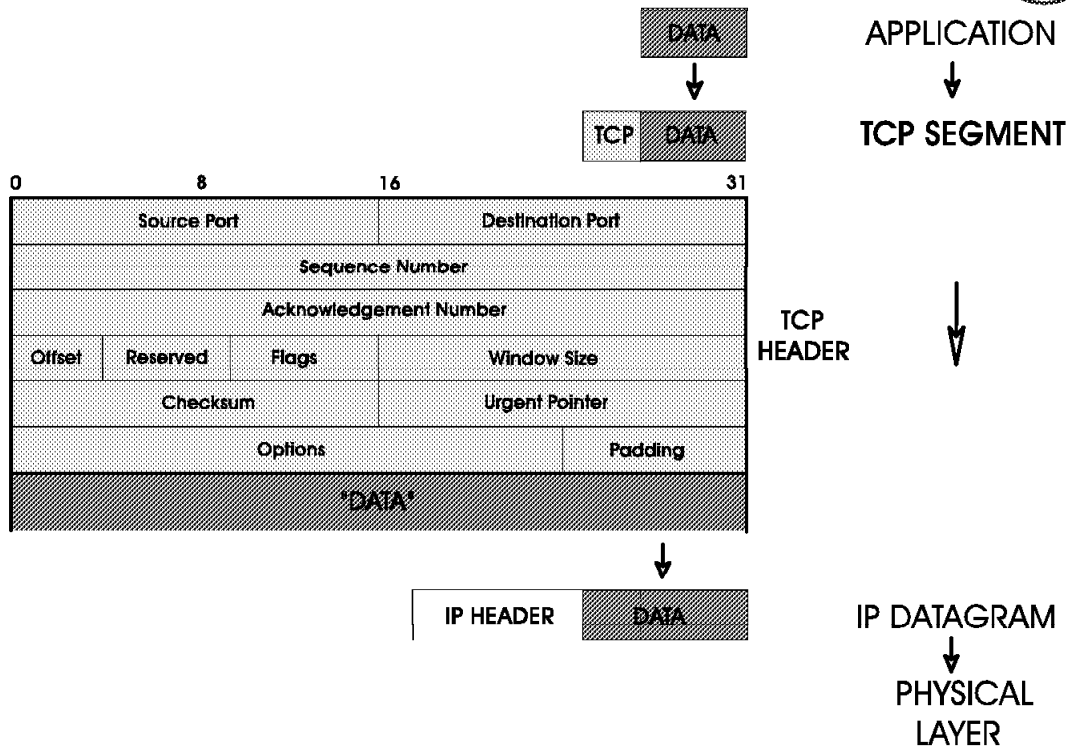 DATA APPLICATION
TCP DATA TCP SEGMENT
0 8 16 31
Source Port Destination Port
Sequence Number
Acknowledgement Number
TCP
HEADER
Offset Reserved Flags Window Size
Checksum Urgent Pointer
Options Padding
"DATA"
IP HEADER DATA IP DATAGRAM
PHYSICAL
LAYER